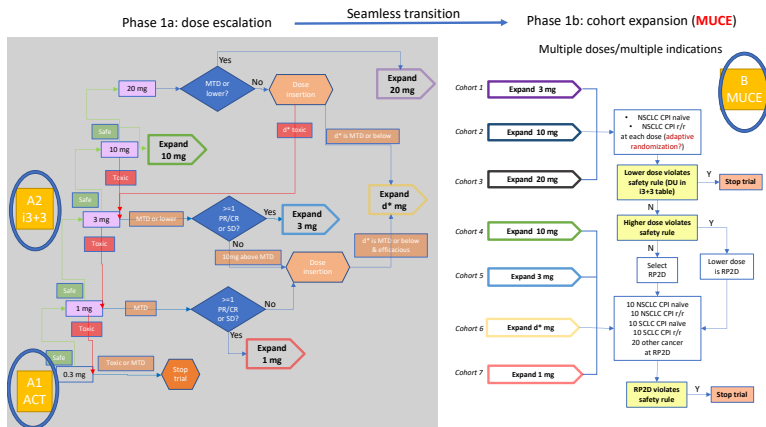 Phase 1a: dose escalation
Seamless transition
Phase 1b: cohort expansion (MUCE)
Multiple doses/multiple indications
Yes
20 mg
MTD or
lower?
No
Dose
insertion
Expand
20 mg
Safe
d* toxic
d* is MTD or below
10 mg
Expand
10 mg
Toxic
A2
i3+3
Safe
3 mg
MTD or lower
>=1
PR/CR
or SD?
Yes
Expand
3 mg
Expand
d* mg
Toxic
No
10mg above MTD
Dose
insertion
d* is MTD or below
& efficacious
Safe
1 mg
MTD
>=1
PR/CR
or SD?
No
Toxic
Yes
Expand
1 mg
Safe
A1
ACT
0.3 mg
Toxic or MTD
Stop
trial
B
MUCE
Cohort 1
Expand 3 mg
Cohort 2
Expand 10 mg
Cohort 3
Expand 20 mg
Cohort 4
Expand 10 mg
Cohort 5
Expand 3 mg
Cohort 6
Expand d* mg
Cohort 7
Expand 1 mg
• NSCLC CPI naïve
• NSCLC CPI r/r
at each dose (adaptive
randomization?)
Lower dose violates
safety rule (DU in
i3+3 table)
Y
Stop trial
N
Higher dose violates
safety rule
Y
N
Select
RP2D
Lower dose
is RP2D
10 NSCLC CPI naïve
10 NSCLC CPI r/r
10 SCLC CPI naïve
10 SCLC CPI r/r
20 other cancer
at RP2D
RP2D violates
safety rule
Y
Stop trial